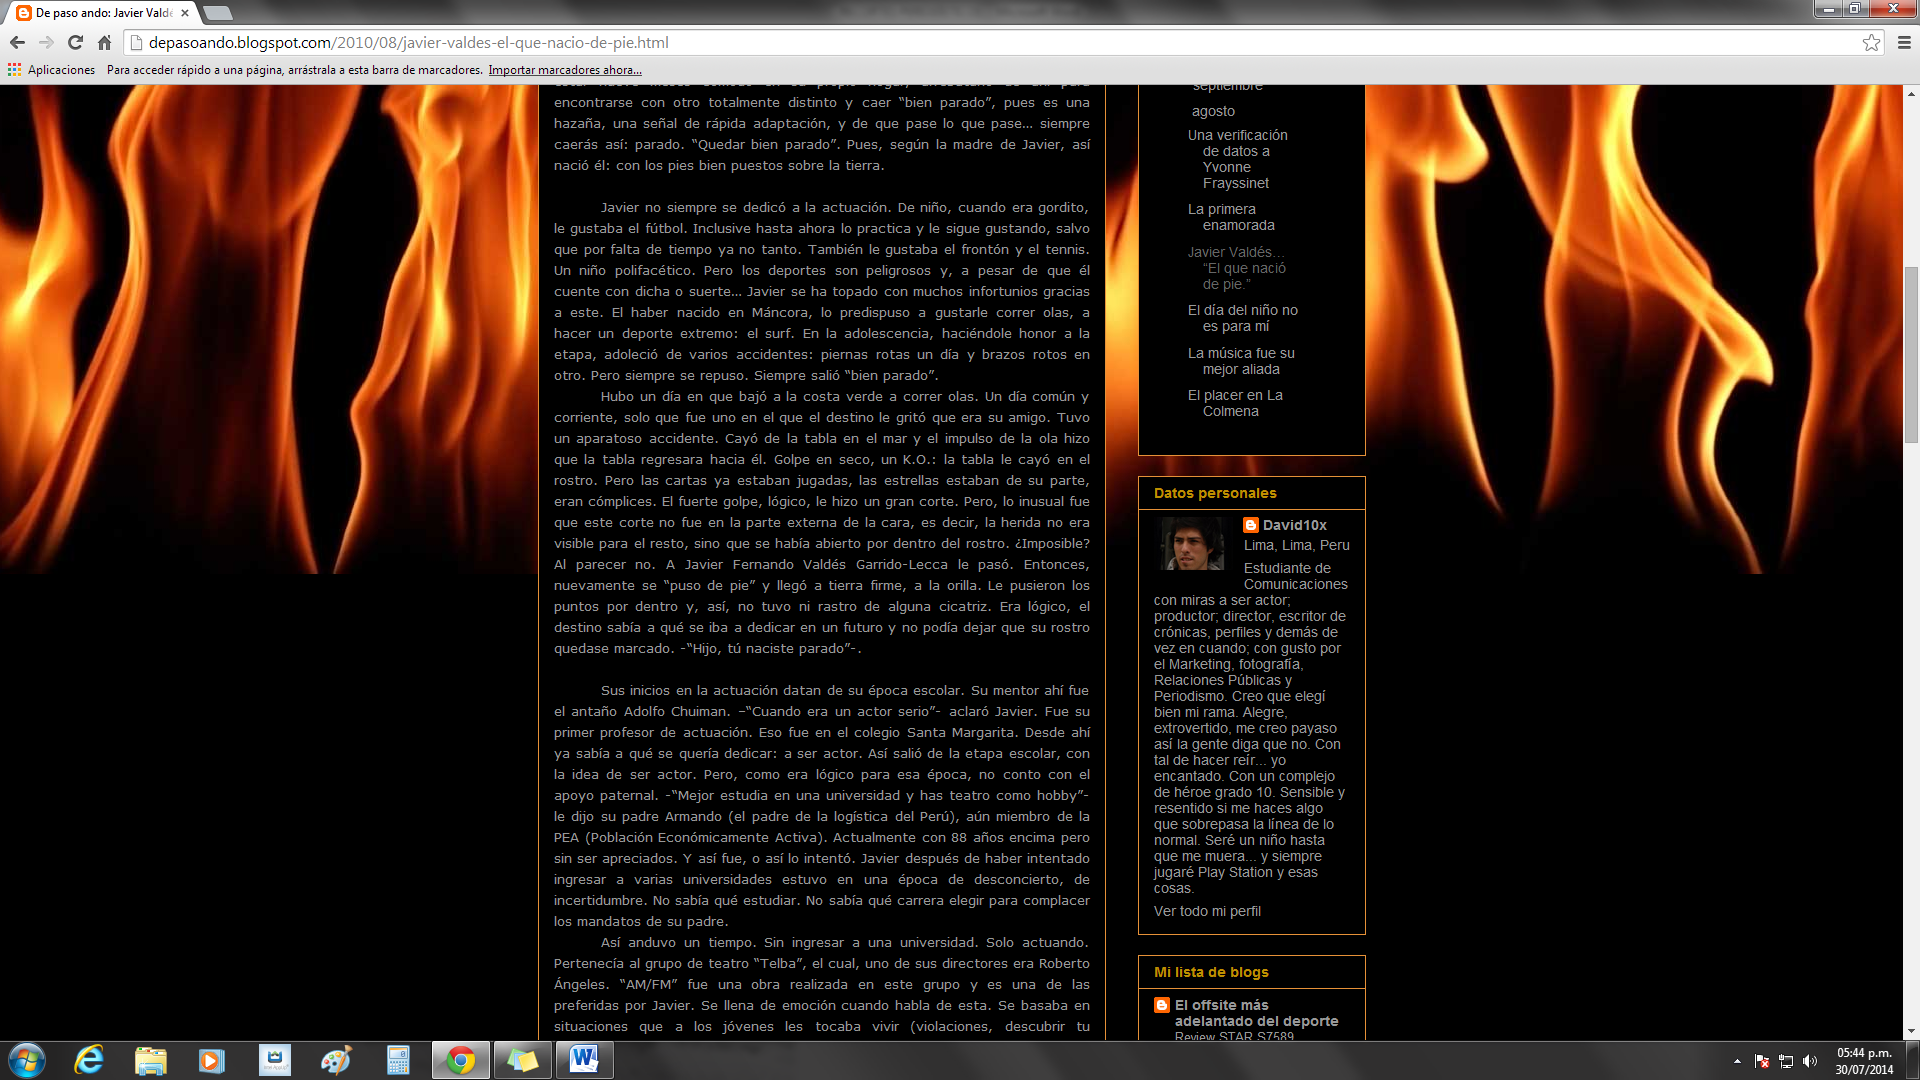 De paso ando: Javier Valdé
depasoando.blogspot.com/2010/08/javier-valdes-el-que-nacio-de-pie.html
Aplicaciones Para acceder rápido a una página, arrástrala a esta barra de marcadores. Importar marcadores ahora...
encontrarse con otro totalmente distinto y caer “bien parado”, pues es una
hazaña, una señal de rápida adaptación, y de que pase lo que pase… siempre
caerás así: parado. “Quedar bien parado”. Pues, según la madre de Javier, así
nació él: con los pies bien puestos sobre la tierra.
Javier no siempre se dedicó a la actuación. De niño, cuando era gordito,
le gustaba el fútbol. Inclusive hasta ahora lo practica y le sigue gustando, salvo
que por falta de tiempo ya no tanto. También le gustaba el frontón y el tennis.
Un niño polifacético. Pero los deportes son peligrosos y, a pesar de que él
cuente con dicha o suerte… Javier se ha topado con muchos infortunios gracias
a este. El haber nacido en Máncora, lo predispuso a gustarle correr olas, a
hacer un deporte extremo: el surf. En la adolescencia, haciéndole honor a la
etapa, adoleció de varios accidentes: piernas rotas un día y brazos rotos en
otro. Pero siempre se repuso. Siempre salió “bien parado”.
Hubo un día en que bajó a la costa verde a correr olas. Un día común y
corriente, solo que fue uno en el que el destino le gritó que era su amigo. Tuvo
un aparatoso accidente. Cayó de la tabla en el mar y el impulso de la ola hizo
que la tabla regresara hacia él. Golpe en seco, un K.O.: la tabla le cayó en el
rostro. Pero las cartas ya estaban jugadas, las estrellas estaban de su parte,
eran cómplices. El fuerte golpe, lógico, le hizo un gran corte. Pero, lo inusual fue
que este corte no fue en la parte externa de la cara, es decir, la herida no era
visible para el resto, sino que se había abierto por dentro del rostro. ¿Imposible?
Al parecer no. A Javier Fernando Valdés Garrido-Lecca le pasó. Entonces,
nuevamente se “puso de pie” y llegó a tierra firme, a la orilla. Le pusieron los
puntos por dentro y, así, no tuvo ni rastro de alguna cicatriz. Era lógico, el
destino sabía a qué se iba a dedicar en un futuro y no podía dejar que su rostro
quedase marcado. -“Hijo, tú naciste parado”-.
Sus inicios en la actuación datan de su época escolar. Su mentor ahí fue
el antaño Adolfo Chuiman. –“Cuando era un actor serio”- aclaró Javier. Fue su
primer profesor de actuación. Eso fue en el colegio Santa Margarita. Desde ahí
ya sabía a qué se quería dedicar: a ser actor. Así salió de la etapa escolar, con
la idea de ser actor. Pero, como era lógico para esa época, no conto con el
apoyo paternal. -“Mejor estudia en una universidad y has teatro como hobby”-
le dijo su padre Armando (el padre de la logística del Perú), aún miembro de la
PEA (Población Económicamente Activa). Actualmente con 88 años encima pero
sin ser apreciados. Y así fue, o así lo intentó. Javier después de haber intentado
ingresar a varias universidades estuvo en una época de desconcierto, de
incertidumbre. No sabía qué estudiar. No sabía qué carrera elegir para complacer
los mandatos de su padre.
Así anduvo un tiempo. Sin ingresar a una universidad. Solo actuando.
Pertenecía al grupo de teatro “Telba”, el cual, uno de sus directores era Roberto
Ángeles. “AM/FM” fue una obra realizada en este grupo y es una de las
preferidas por Javier. Se llena de emoción cuando habla de esta. Se basaba en
situaciones que a los jóvenes les tocaba vivir (violaciones, descubrir tu
septiembre
agosto
Una verificación
de datos a
Yvonne
Frayssinet
La primera
enamorada
Javier Valdés…
“El que nació
de pie.”
El día del niño no
es para mí
La música fue su
mejor aliada
El placer en La
Colmena
Datos personales
David10x
Lima, Lima, Peru
Estudiante de
Comunicaciones
con miras a ser actor;
productor; director, escritor de
crónicas, perfiles y demás de
vez en cuando; con gusto por
el Marketing, fotografía,
Relaciones Públicas y
Periodismo. Creo que elegí
bien mi rama. Alegre,
extrovertido, me creo payaso
así la gente diga que no. Con
tal de hacer reír... yo
encantado. Con un complejo
de héroe grado 10. Sensible y
resentido si me haces algo
que sobrepasa la línea de lo
normal. Seré un niño hasta
que me muera... y siempre
jugaré Play Station y esas
cosas.
Ver todo mi perfil
Mi lista de blogs
El offsite más
adelantado del deporte
Review STAR S7589
05:44 p.m.
30/07/2014